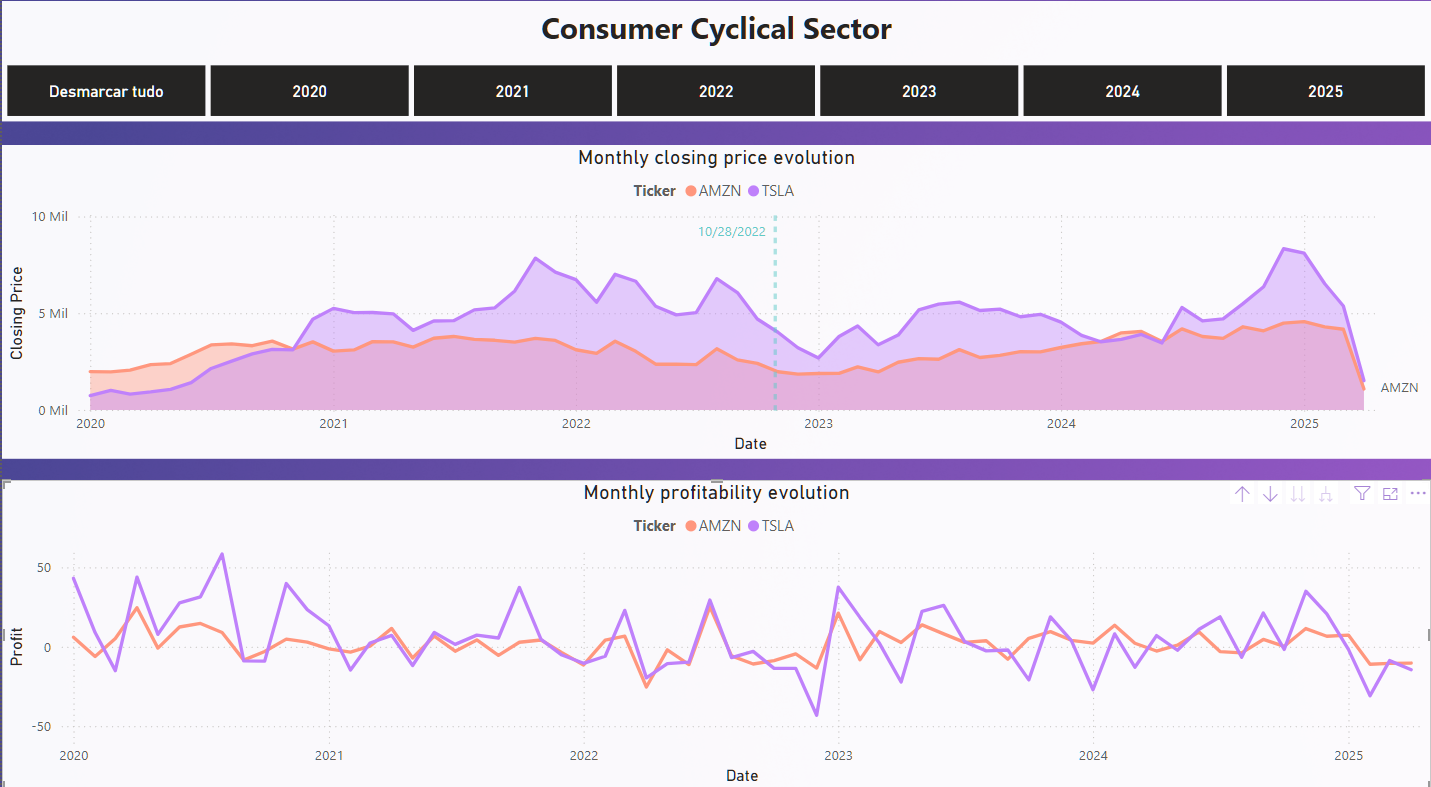 Consumer Cyclical Sector
Desmarcar tudo 2020 2021 2022 2023 2024 2025
Monthly closing price evolution
Ticker AMZN TSLA
10 Mil
10/28/2022
5 Mil
0 Mil
Closing Price
AMZN
2020 2021 2022 2023 2024 2025
Date
Monthly profitability evolution
Ticker AMZN TSLA
50
0
-50
Profit
2020 2021 2022 2023 2024 2025
Date